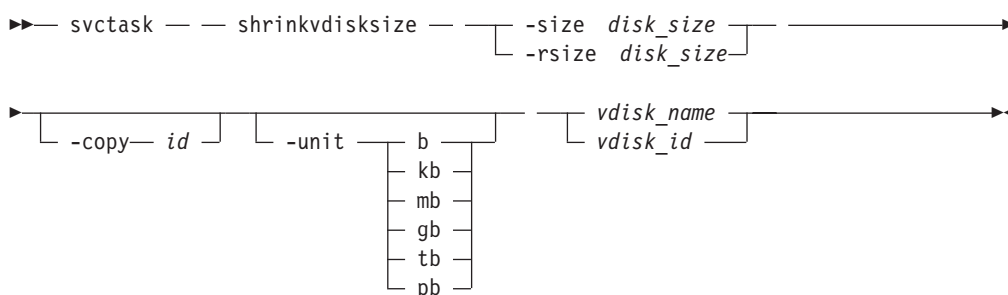 svctask shrinkvdisksize -size disk_size
-rsize disk_size
vdisk_name
-copy id -unit b vdisk_id
kb
mb
gb
tb
pb